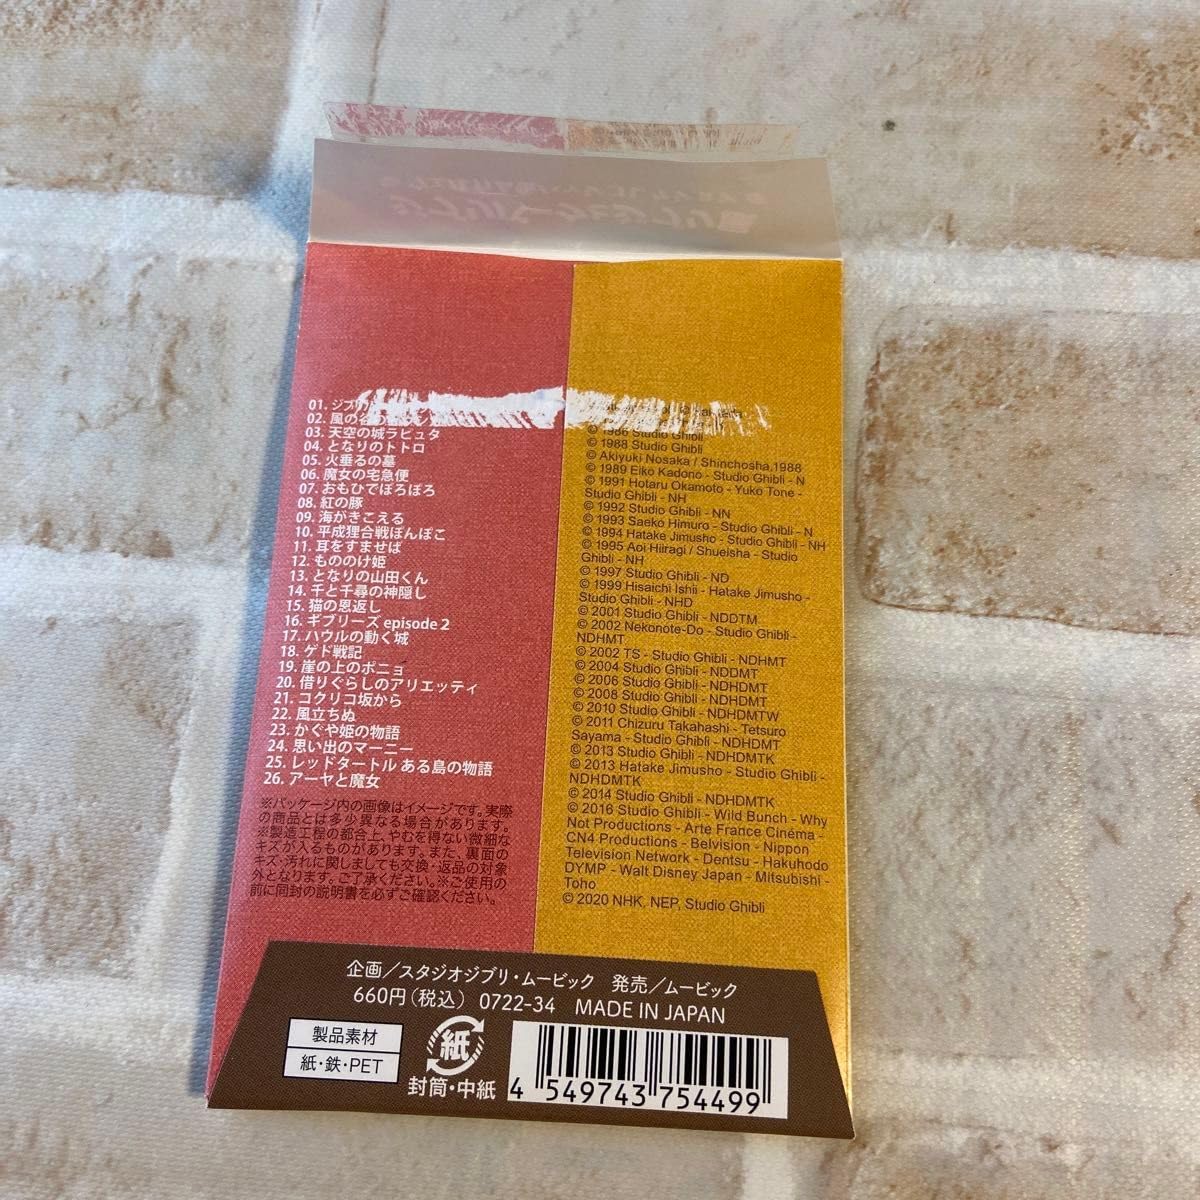 01. ジブリ
02. 風の谷の
03. 天空の城ラピュタ
04. となりのトトロ
05. 火垂るの墓
06. 魔女の宅急便
07. おもひでぽろぽろ
08. 紅の豚
09. 海がきこえる
10. 平成狸合戦ぽんぽこ
11. 耳をすませば
12. もののけ姫
13. となりの山田くん
14. 千と千尋の神隠し
15. 猫の恩返し
16. ギブリーズ episode 2
17. ハウルの動く城
18. ゲド戦記
19. 崖の上のポニョ
20. 借りぐらしのアリエッティ
21. コクリコ坂から
22. 風立ちぬ
23. かぐや姫の物語
24. 思い出のマーニー
25. レッドタートル ある島の物語
26. アーヤと魔女
※パッケージ内の画像はイメージです。実際
の商品とは多少異なる場合があります。
※製造工程の都合上、やむを得ない微細な
キズが入るものがあります。また、裏面の
キズ・汚れに関しましても交換・返品の対象
外となります。ご了承ください。※ご使用の
前に同封の説明書を必ずご確認ください。
© 1986 Studio Ghibli
© 1988 Studio Ghibli
© Akiyuki Nosaka / Shinchosha,1988
© 1989 Eiko Kadono - Studio Ghibli - N
© 1991 Hotaru Okamoto - Yuko Tone -
Studio Ghibli - NH
© 1992 Studio Ghibli - NN
© 1993 Saeko Himuro - Studio Ghibli - N
© 1994 Hatake Jimusho - Studio Ghibli - NH
© 1995 Aoi Hiiragi / Shueisha - Studio
Ghibli - NH
© 1997 Studio Ghibli - ND
© 1999 Hisaichi Ishii - Hatake Jimusho -
Studio Ghibli - NHD
© 2001 Studio Ghibli - NDDTM
© 2002 Nekonote-Do - Studio Ghibli -
NDHMT
© 2002 TS - Studio Ghibli - NDHMT
© 2004 Studio Ghibli - NDDMT
© 2006 Studio Ghibli - NDHDMT
© 2008 Studio Ghibli - NDHDMT
© 2010 Studio Ghibli - NDHDMTW
© 2011 Chizuru Takahashi - Tetsuro
Sayama - Studio Ghibli - NDHDMT
© 2013 Studio Ghibli - NDHDMTK
© 2013 Hatake Jimusho - Studio Ghibli -
NDHDMTK
© 2014 Studio Ghibli - NDHDMTK
© 2016 Studio Ghibli - Wild Bunch - Why
Not Productions - Arte France Cinéma -
CN4 Productions - Belvision - Nippon
Television Network - Dentsu - Hakuhodo
DYMP - Walt Disney Japan - Mitsubishi -
Toho
© 2020 NHK, NEP, Studio Ghibli
企画／スタジオジブリ・ムービック 発売／ムービック
660円(税込) 0722-34 MADE IN JAPAN
製品素材
紙・鉄・PET
紙
封筒・中紙
4 549743 754499